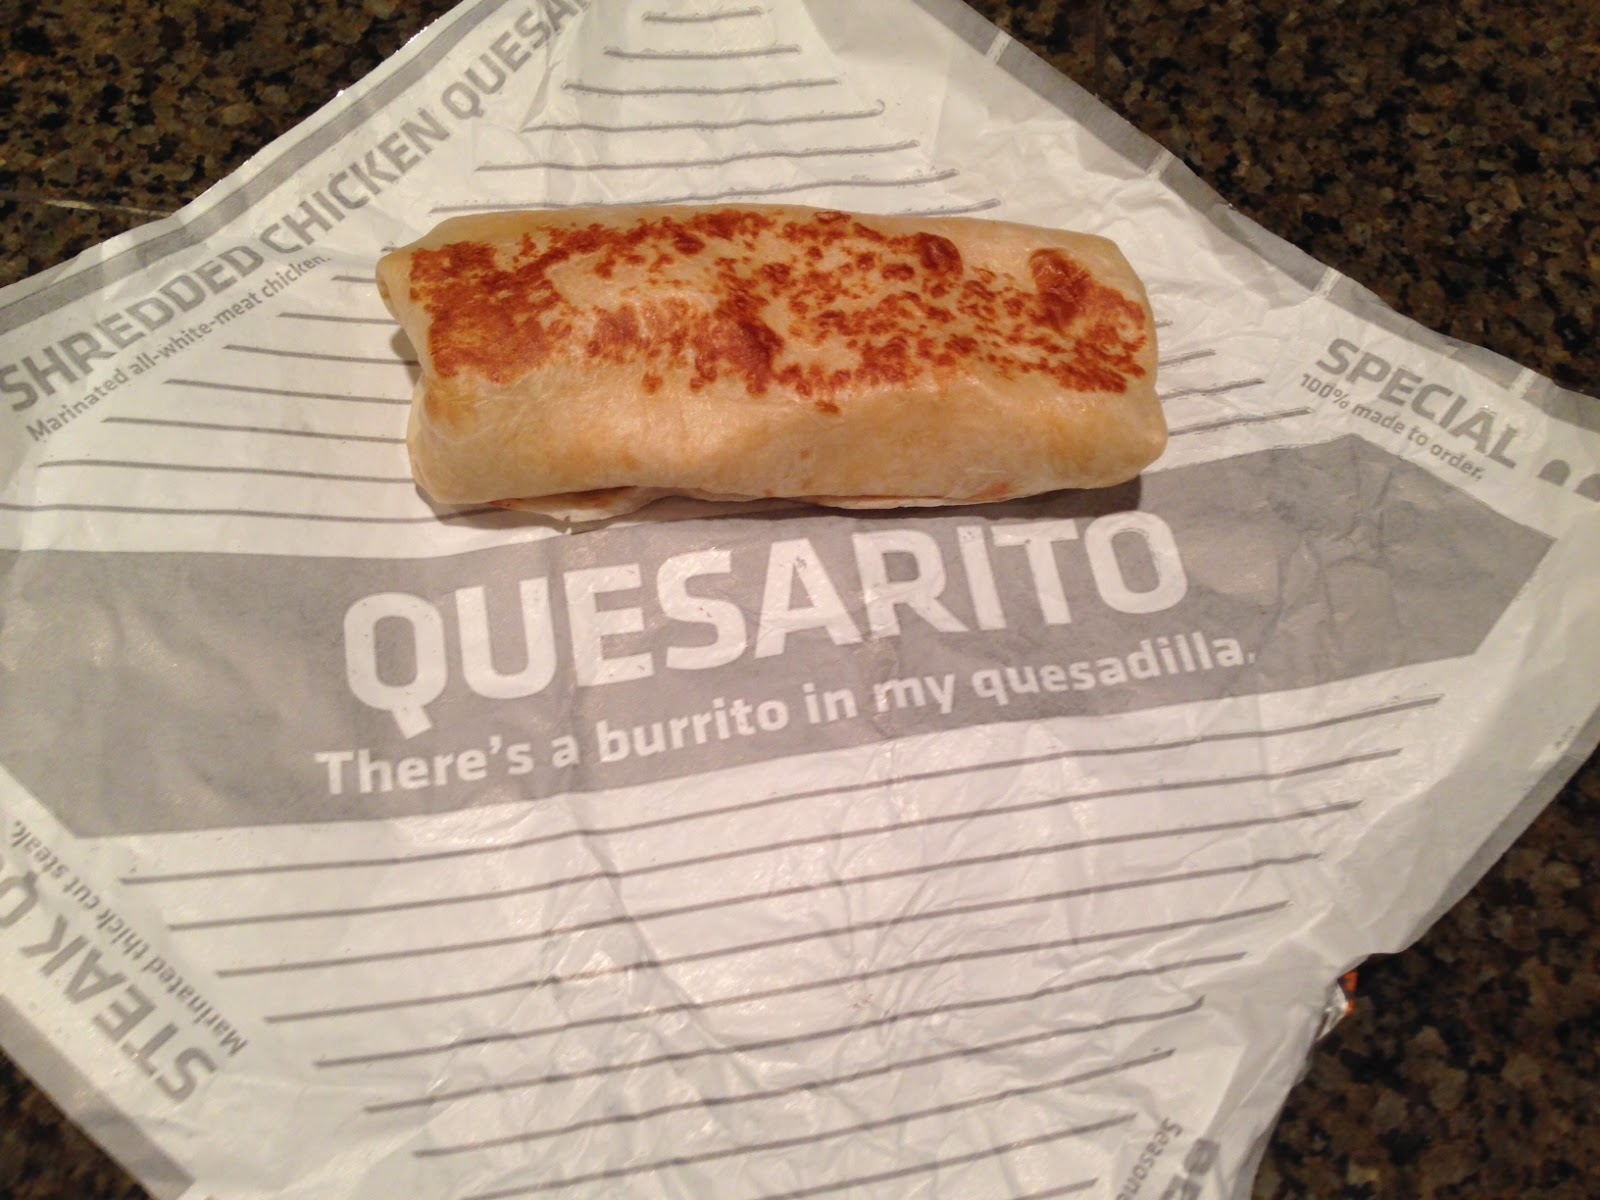 SHREDDED CHICKEN
Marinated all-white-meat chicken.
SPECIAL
100% made to order.
QUESARITO
There's a burrito in my quesadilla.
STEAK
Marinated thick cut steak.